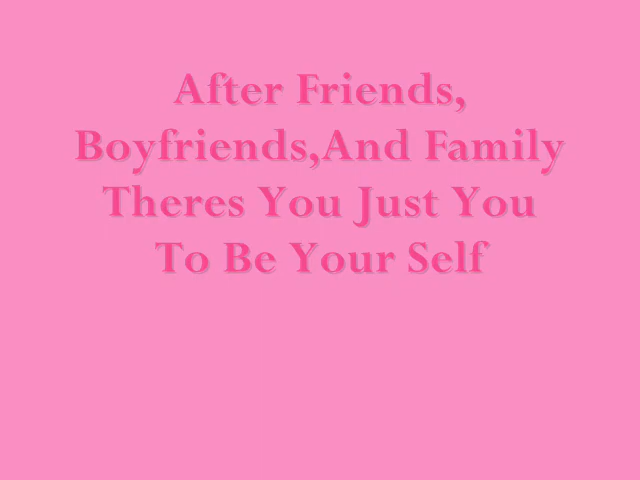 After Friends,
Boyfriends,And Family
Theres You Just You
To Be Your Self